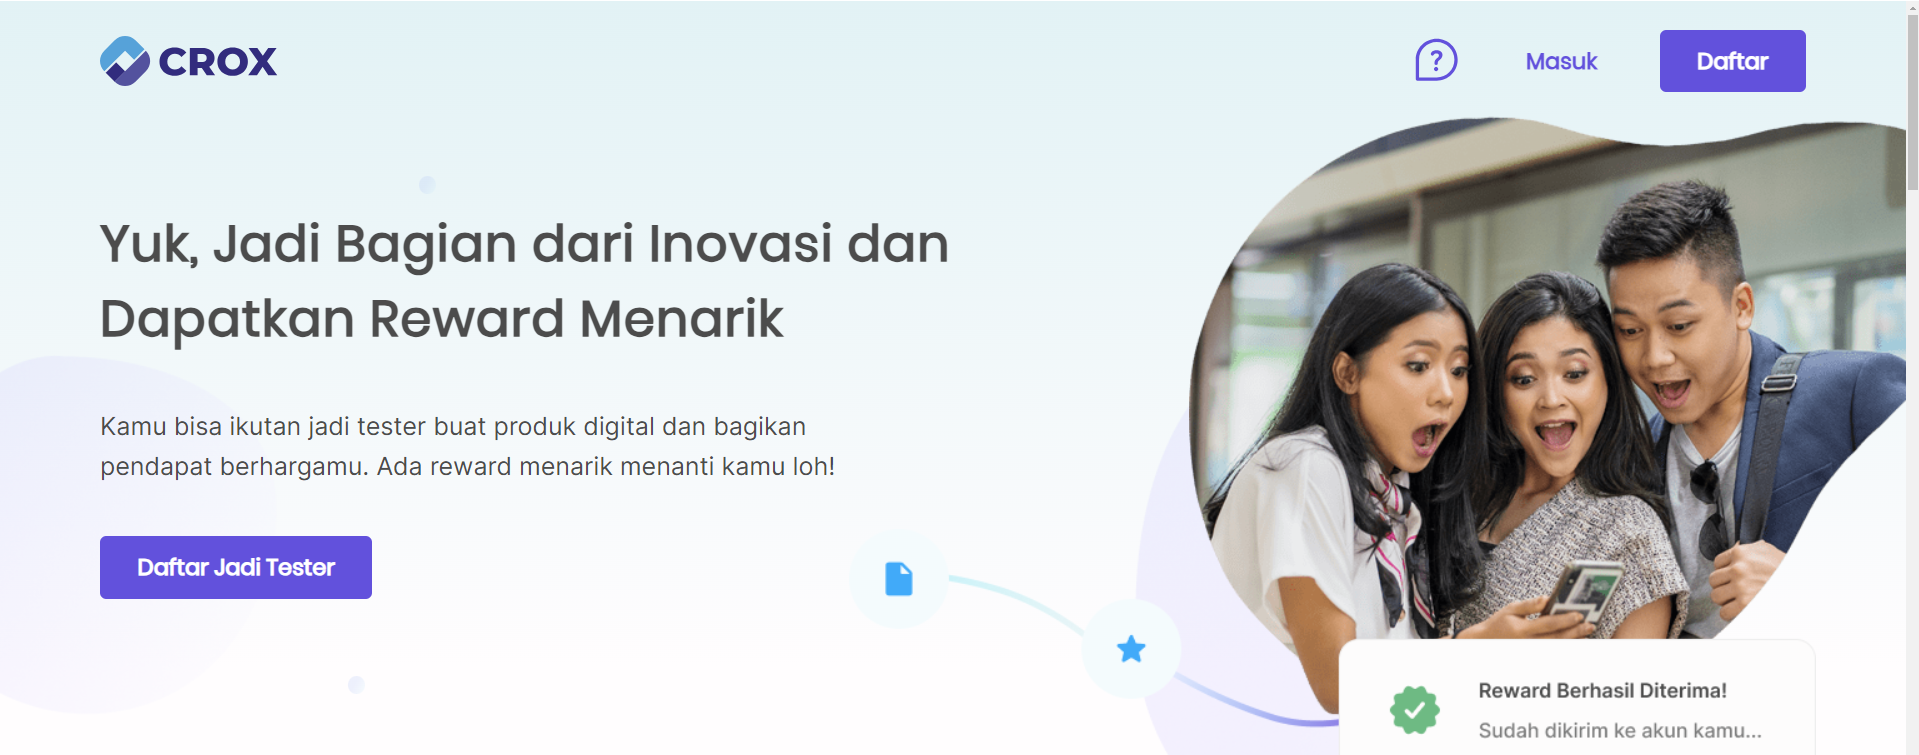 CROX
?
Masuk
Daftar
Yuk, Jadi Bagian dari Inovasi dan
Dapatkan Reward Menarik
Kamu bisa ikutan jadi tester buat produk digital dan bagikan
pendapat berhargamu. Ada reward menarik menanti kamu loh!
Daftar Jadi Tester
Reward Berhasil Diterima!
Sudah dikirim ke akun kamu...